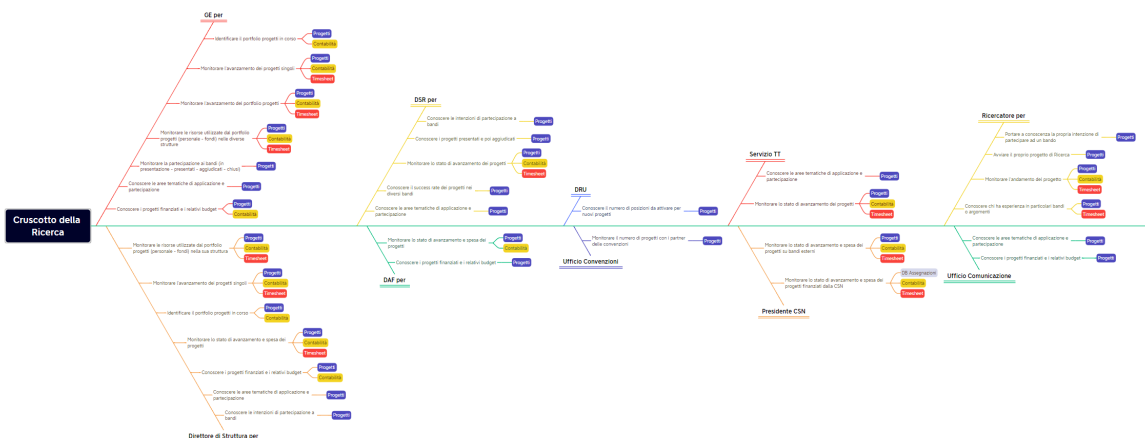 Cruscotto della
Ricerca
GE per
Identificare il portfolio progetti in corso
Progetti
Contabilità
Monitorare l'avanzamento dei progetti singoli
Progetti
Contabilità
Timesheet
Monitorare l'avanzamento del portfolio progetti
Progetti
Contabilità
Timesheet
Monitorare le risorse utilizzate dal portfolio
progetti (personale - fondi) nelle diverse
strutture
Progetti
Contabilità
Timesheet
Monitorare la partecipazione ai bandi (in
presentazione - presentati - aggiudicati - chiusi)
Progetti
Conoscere le aree tematiche di applicazione e
partecipazione
Progetti
Conoscere i progetti finanziati e i relativi budget
Progetti
Contabilità
Monitorare le risorse utilizzate dal portfolio
progetti (personale - fondi) nella sua struttura
Progetti
Contabilità
Timesheet
Monitorare l'avanzamento dei progetti singoli
Progetti
Contabilità
Timesheet
Identificare il portfolio progetti in corso
Progetti
Contabilità
Monitorare lo stato di avanzamento e spesa dei
progetti
Progetti
Contabilità
Timesheet
Conoscere i progetti finanziati e i relativi budget
Progetti
Contabilità
Conoscere le aree tematiche di applicazione e
partecipazione
Progetti
Conoscere le intenzioni di partecipazione a
bandi
Progetti
Direttore di Struttura per
DSR per
Conoscere le intenzioni di partecipazione a
bandi
Progetti
Conoscere i progetti presentati e poi aggiudicati
Progetti
Monitorare lo stato di avanzamento dei progetti
Progetti
Contabilità
Timesheet
Conoscere il success rate dei progetti nei
diversi bandi
Progetti
Conoscere le aree tematiche di applicazione e
partecipazione
Progetti
Monitorare lo stato di avanzamento e spesa dei
progetti
Progetti
Contabilità
Conoscere i progetti finanziati e i relativi budget
Progetti
DAF per
DRU
Conoscere il numero di posizioni da attivare per
nuovi progetti
Progetti
Monitorare il numero di progetti con i partner
delle convenzioni
Progetti
Ufficio Convenzioni
Servizio TT
Conoscere le aree tematiche di applicazione e
partecipazione
Progetti
Monitorare lo stato di avanzamento dei progetti
Progetti
Contabilità
Timesheet
Monitorare lo stato di avanzamento e spesa dei
progetti su bandi esterni
Progetti
Contabilità
Timesheet
Monitorare lo stato di avanzamento e spesa dei
progetti finanziati dalla CSN
DB Assegnazioni
Contabilità
Timesheet
Presidente CSN
Ricercatore per
Portare a conoscenza la propria intenzione di
partecipare ad un bando
Progetti
Avviare il proprio progetto di Ricerca
Progetti
Monitorare l'andamento del progetto
Progetti
Contabilità
Timesheet
Conoscere chi ha esperienze in particolari bandi
o argomenti
Progetti
Timesheet
Conoscere le aree tematiche di applicazione e
partecipazione
Progetti
Conoscere i progetti finanziati e i relativi budget
Progetti
Ufficio Comunicazione